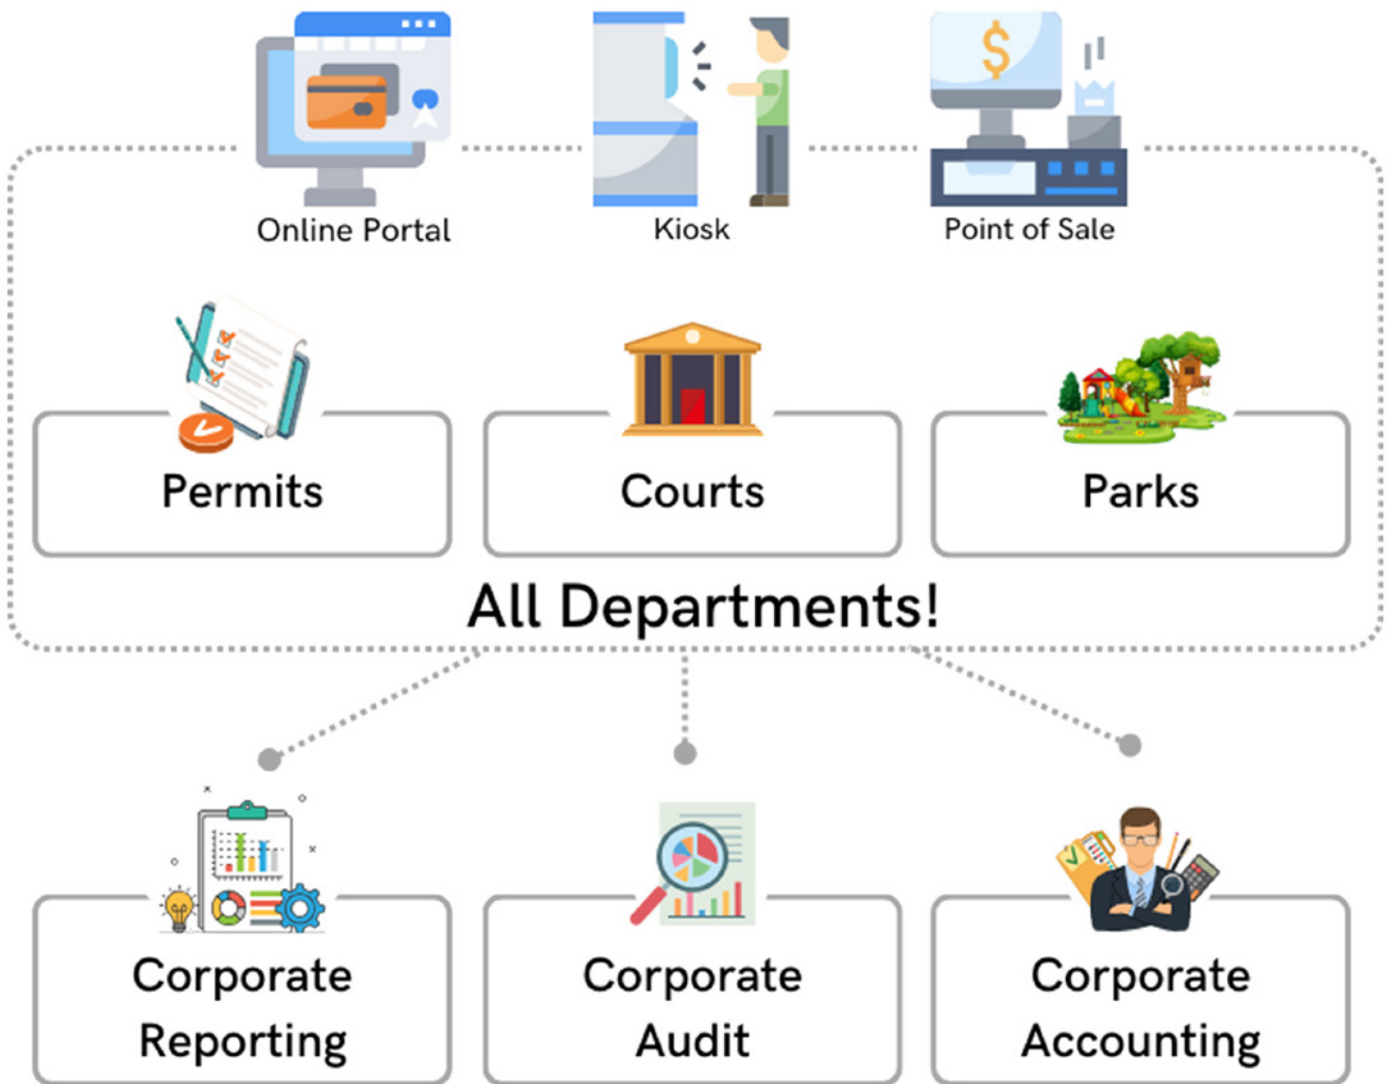 Online Portal
Kiosk
Point of Sale
Permits
Courts
Parks
All Departments!
Corporate
Reporting
Corporate
Audit
Corporate
Accounting